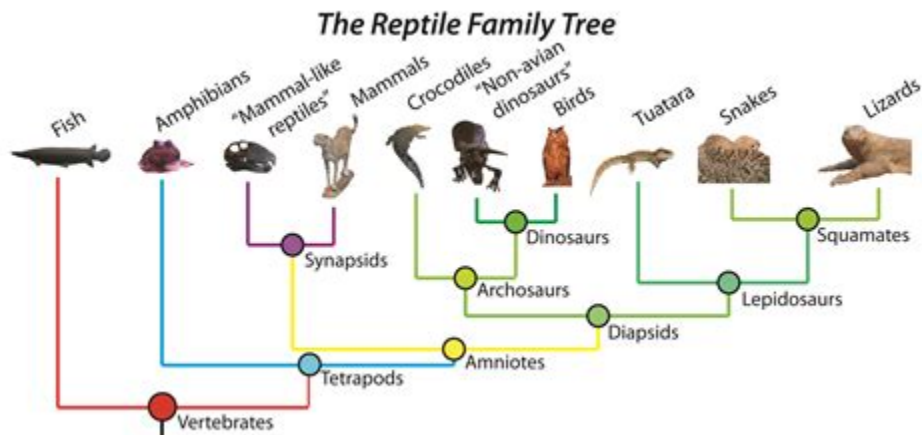 The Reptile Family Tree
Fish
Amphibians
"Mammal-like
reptiles"
Mammals
Crocodiles
"Non-avian
dinosaurs"
Birds
Tuatara
Snakes
Lizards
Dinosaurs
Squamates
Synapsids
Archosaurs
Lepidosaurs
Diapsids
Amniotes
Tetrapods
Vertebrates